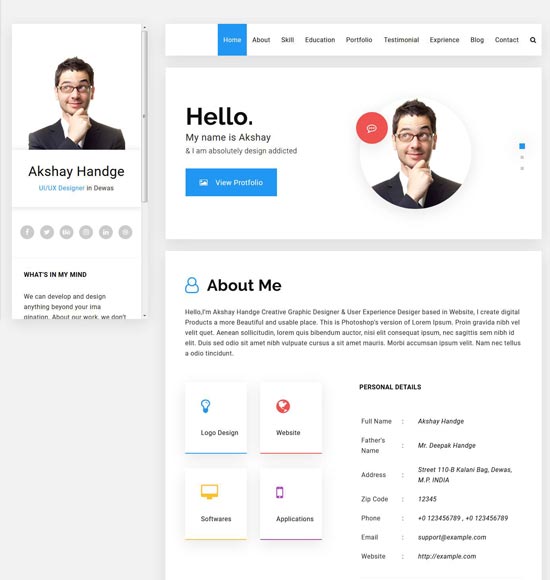 Akshay Handge
UI/UX Designer in Dewas
WHAT'S IN MY MIND
We can develop and design
anything beyond your ima
gination. About our work, we don't
Home About Skill Education Portfolio Testimonial Exprience Blog Contact
Hello.
My name is Akshay
& I am absolutely design addicted
View Protfolio
About Me
Hello,I'm Akshay Handge Creative Graphic Designer & User Experience Desiger based in Website, I create digital
Products a more Beautiful and usable place. This is Photoshop's version of Lorem Ipsum. Proin gravida nibh vel
velit quet. Aenean sollicitudin, lorem quis bibendum auctor, nisi elit consequat ipsum, nec sagittis sem nibh id
elit. Duis sed odio sit amet nibh vulputate cursus a sit amet mauris. Morbi accumsan ipsum velit. Nam nec tellus
a odio tincidunt.
Logo Design
Website
Softwares
Applications
PERSONAL DETAILS
Full Name : Akshay Handge
Father's
Name : Mr. Deepak Handge
Address : Street 110-B Kalani Bag, Dewas,
M.P. INDIA
Zip Code : 12345
Phone : +0 123456789 , +0 123456789
Email : support@example.com
Website : http://example.com